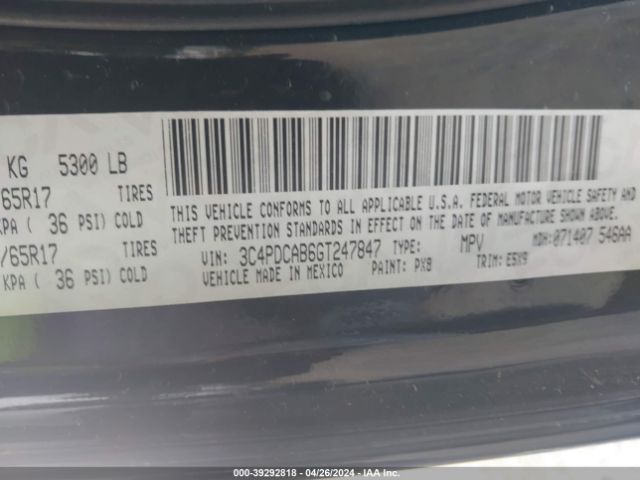 KG 5300 LB
65R17 TIRES
KPA ( 36 PSI) COLD
/65R17 TIRES
KPA ( 36 PSI) COLD
THIS VEHICLE CONFORMS TO ALL APPLICABLE U.S.A. FEDERAL MOTOR VEHICLE SAFETY AND
THEFT PREVENTION STANDARDS IN EFFECT ON THE DATE OF MANUFACTURE SHOWN ABOVE.
VIN: 3C4PDCAB6GT247847 TYPE: MPV MDH: 071407 546AA
VEHICLE MADE IN MEXICO PAINT: PX8 TRIM: E5X9
000-39292818 - 04/26/2024 - IAA Inc.